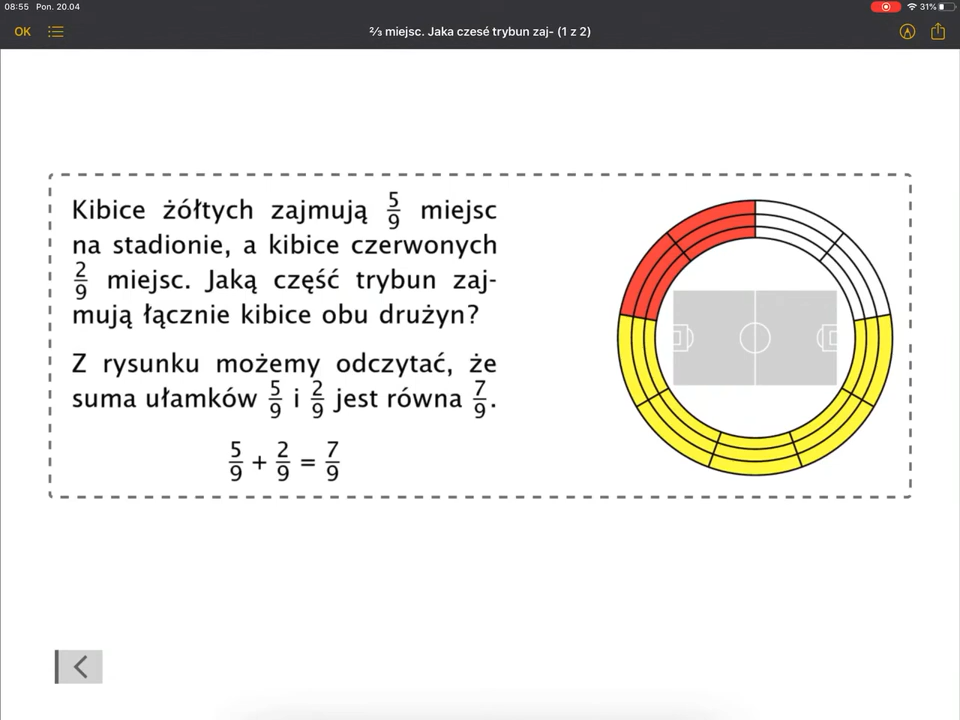 08:55 Pon. 20.04
31%
OK
⅔ miejsc. Jaka czesé trybun zaj- (1 z 2)
Kibice żółtych zajmują 5/9 miejsc
na stadionie, a kibice czerwonych
2/9 miejsc. Jaką część trybun zaj-
mują łącznie kibice obu drużyn?
Z rysunku możemy odczytać, że
suma ułamków 5/9 i 2/9 jest równa 7/9.
5/9 + 2/9 = 7/9